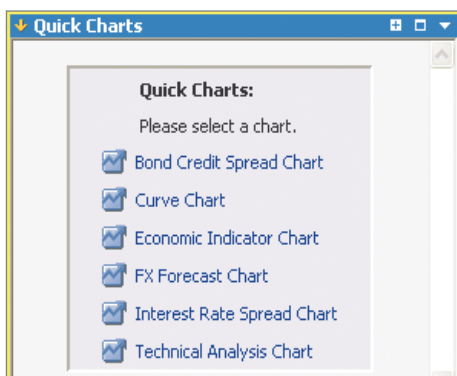 Quick Charts
Quick Charts:
Please select a chart.
Bond Credit Spread Chart
Curve Chart
Economic Indicator Chart
FX Forecast Chart
Interest Rate Spread Chart
Technical Analysis Chart